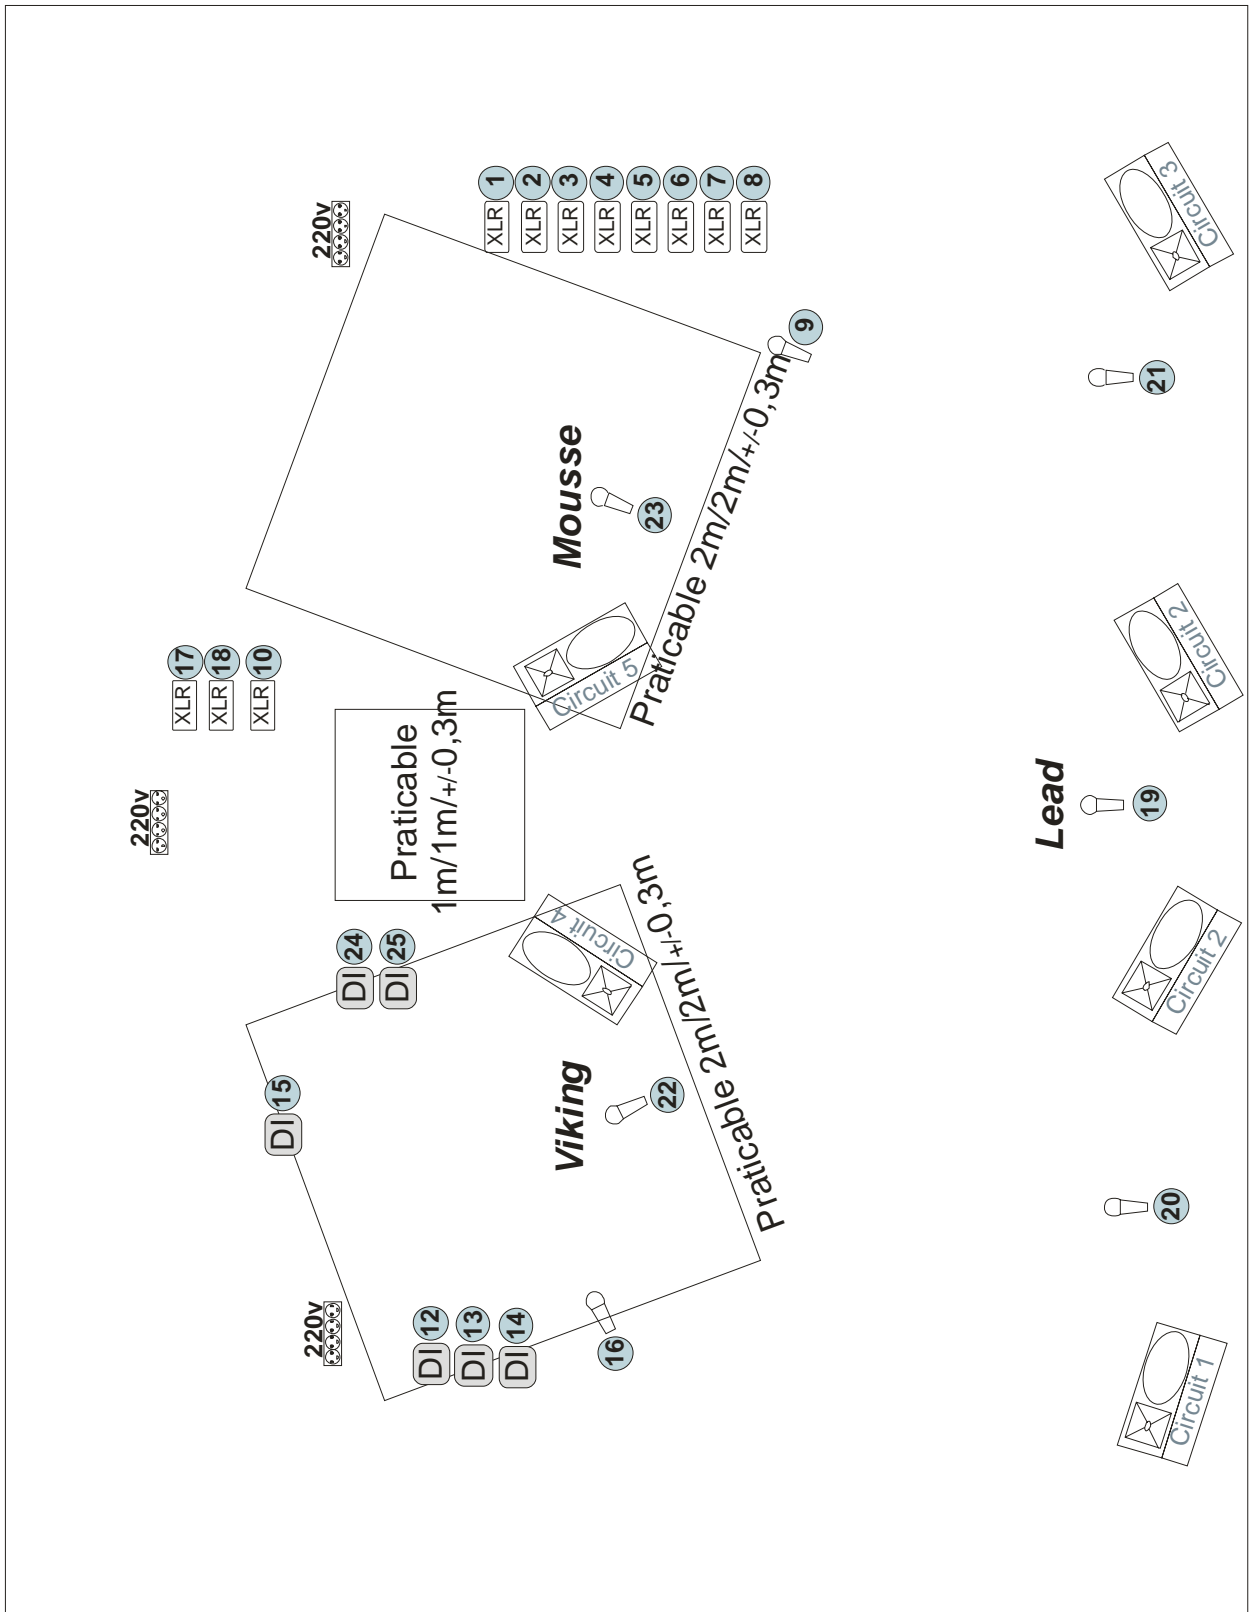 220v
XLR 17
XLR 18
XLR 10
DI 15
220v
220v
DI 24
DI 25
Praticable
1m/1m/+/-0,3m
DI 12
DI 13
DI 14
XLR 1
XLR 2
XLR 3
XLR 4
XLR 5
XLR 6
XLR 7
XLR 8
Viking
Mousse
Circuit 4
Circuit 5
16
22
23
9
Praticable 2m/2m/+/-0,3m
Praticable 2m/2m/+/-0,3m
Lead
20
19
21
Circuit 1
Circuit 2
Circuit 2
Circuit 3